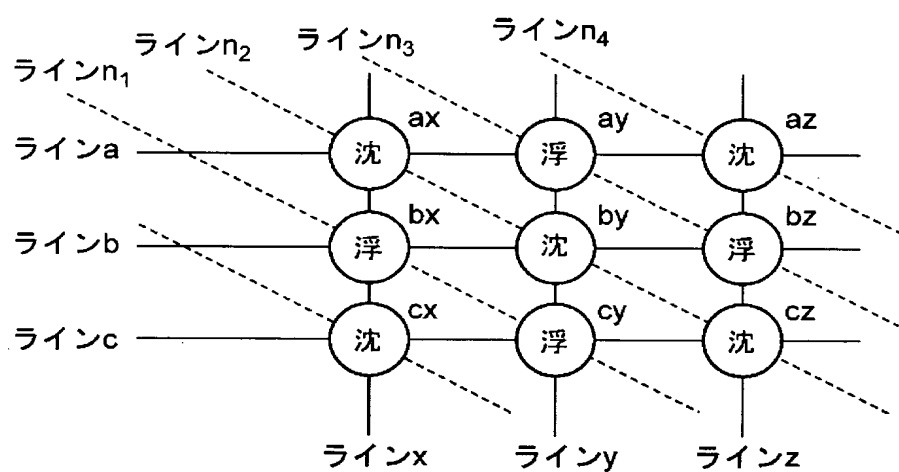 ラインn1
ラインn2
ラインn3
ラインn4
ax
ay
az
ラインa
沈
浮
沈
bx
by
bz
ラインb
浮
沈
浮
cx
cy
cz
ラインc
沈
浮
沈
ラインx
ラインy
ラインz